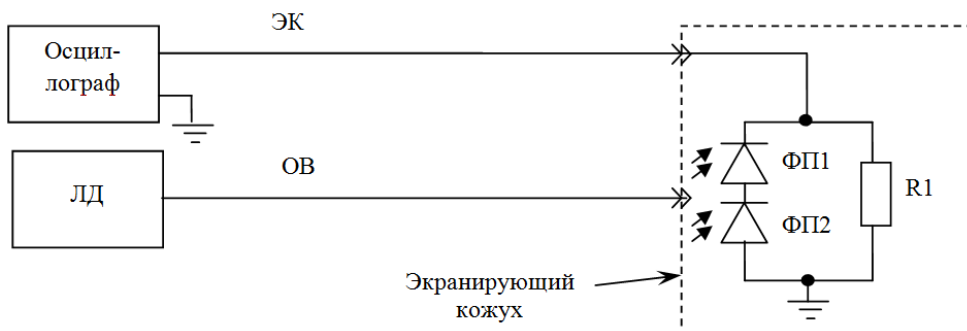 ЭК
Осцил-
лограф
ОВ
ЛД
ФП1
R1
ФП2
Экранирующий
кожух